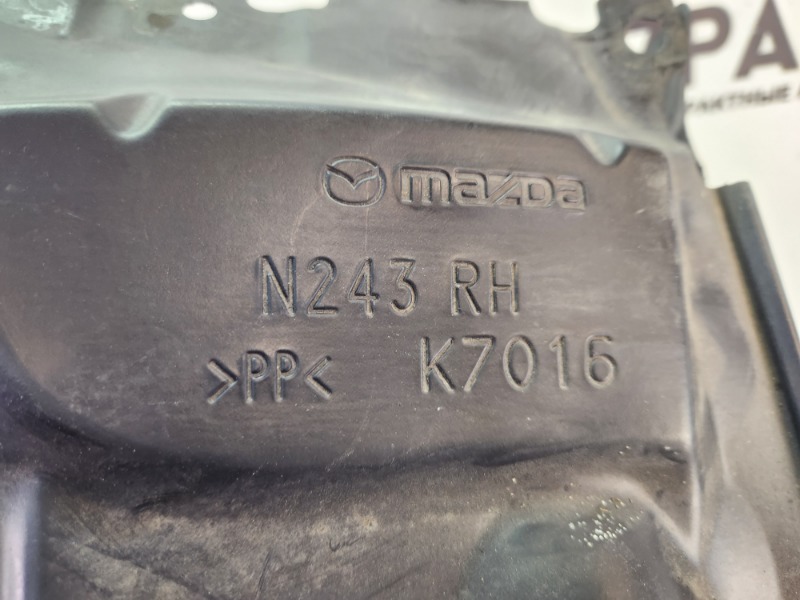 mazda
N243 RH
>PP< K7016